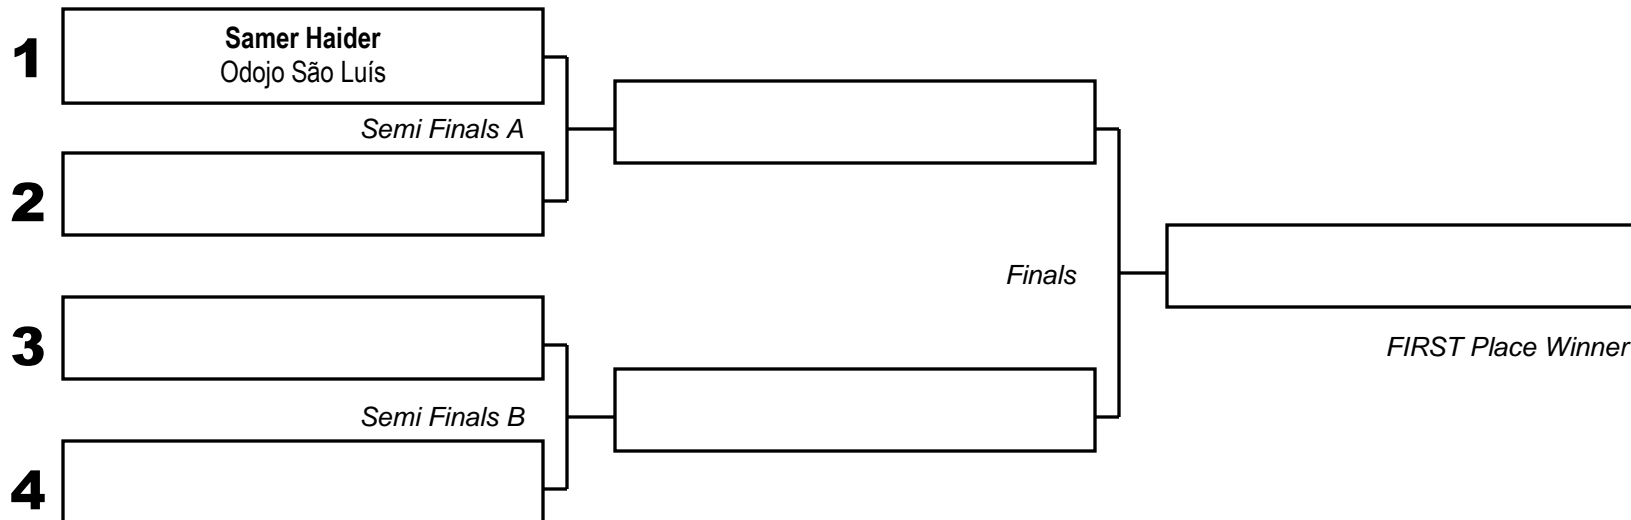 1
Samer Haider
Odojo São Luís
Semi Finals A
2
Finals
3
FIRST Place Winner
Semi Finals B
4